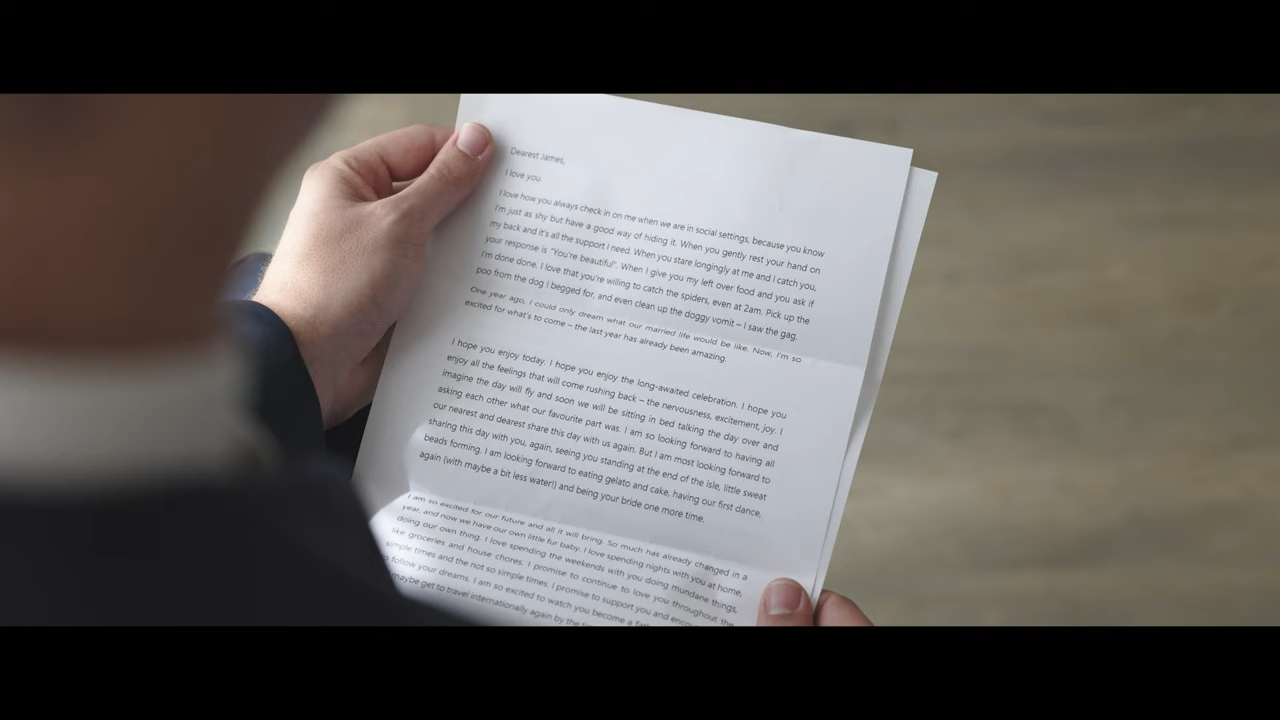 Dearest James,
I love you.
I love how you always check in on me when we are in social settings, because you know
I'm just as shy but have a good way of hiding it. When you gently rest your hand on
my back and it's all the support I need. When you stare longingly at me and I catch you,
your response is "You're beautiful". When I give you my left over food and you ask if
I'm done done. I love that you're willing to catch the spiders, even at 2am. Pick up the
poo from the dog I begged for, and even clean up the doggy vomit – I saw the gag.
One year ago, I could only dream what our married life would be like. Now, I'm so
excited for what's to come – the last year has already been amazing.
I hope you enjoy today. I hope you enjoy the long-awaited celebration. I hope you
enjoy all the feelings that will come rushing back – the nervousness, excitement, joy. I
imagine the day will fly and soon we will be sitting in bed talking the day over and
asking each other what our favourite part was. I am so looking forward to having all
our nearest and dearest share this day with us again. But I am most looking forward to
sharing this day with you, again, seeing you standing at the end of the isle, little sweat
beads forming. I am looking forward to eating gelato and cake, having our first dance,
again (with maybe a bit less water!) and being your bride one more time.
I am so excited for our future and all it will bring. So much has already changed in a
year, and now we have our own little fur baby. I love spending nights with you at home,
doing our own thing. I love spending the weekends with you doing mundane things,
like groceries and house chores. I promise to continue to love you throughout the
simple times and the not so simple times. I promise to support you and the
follow your dreams. I am so excited to watch you become a
maybe get to travel internationally again by the